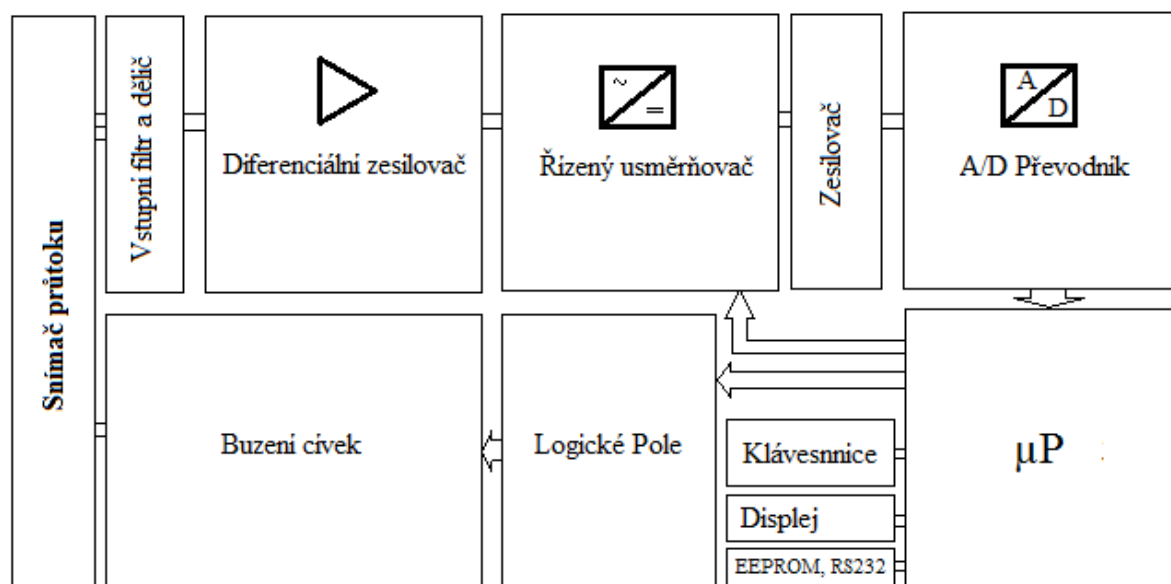 Snímač průtoku
Vstupní filtr a dělič
Diferenciální zesilovač
~
=
Řízený usměrňovač
Zesilovač
A
D
A/D Převodník
Buzení cívek
Logické Pole
Klávesnnice
Displej
EEPROM, RS232
μP